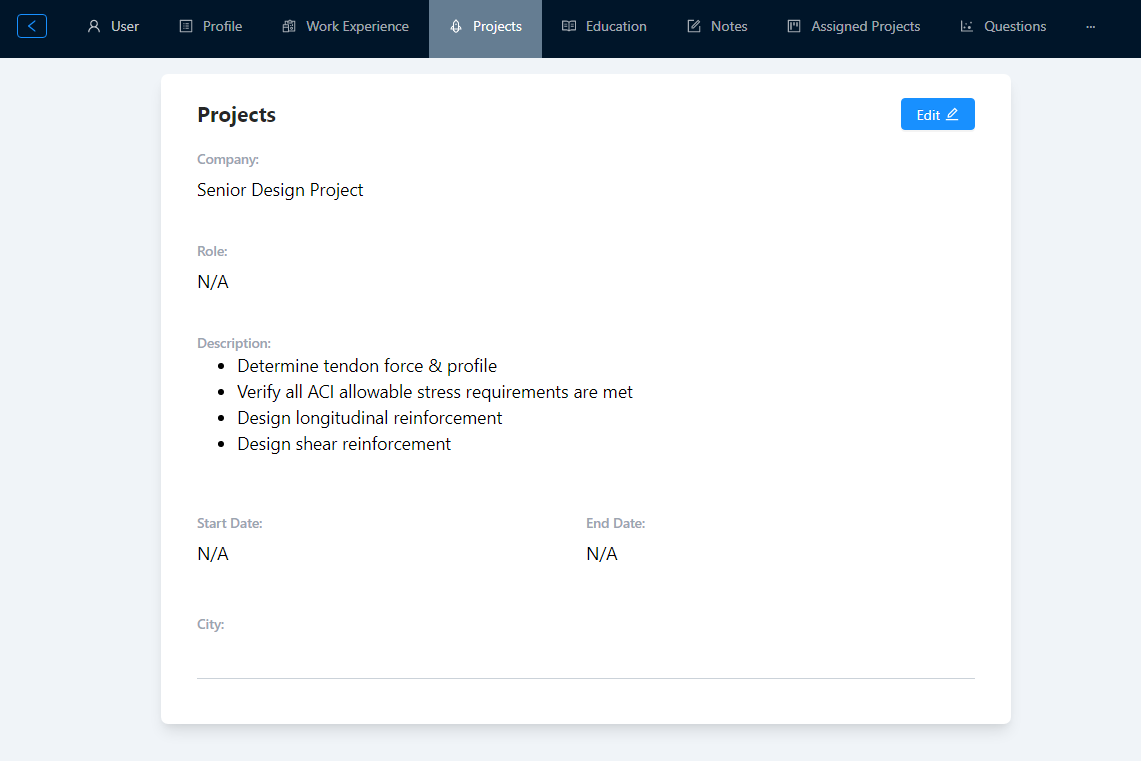 User Profile Work Experience Projects Education Notes Assigned Projects Questions ...
Projects
Edit
Company:
Senior Design Project
Role:
N/A
Description:
• Determine tendon force & profile
• Verify all ACI allowable stress requirements are met
• Design longitudinal reinforcement
• Design shear reinforcement
Start Date: End Date:
N/A N/A
City: